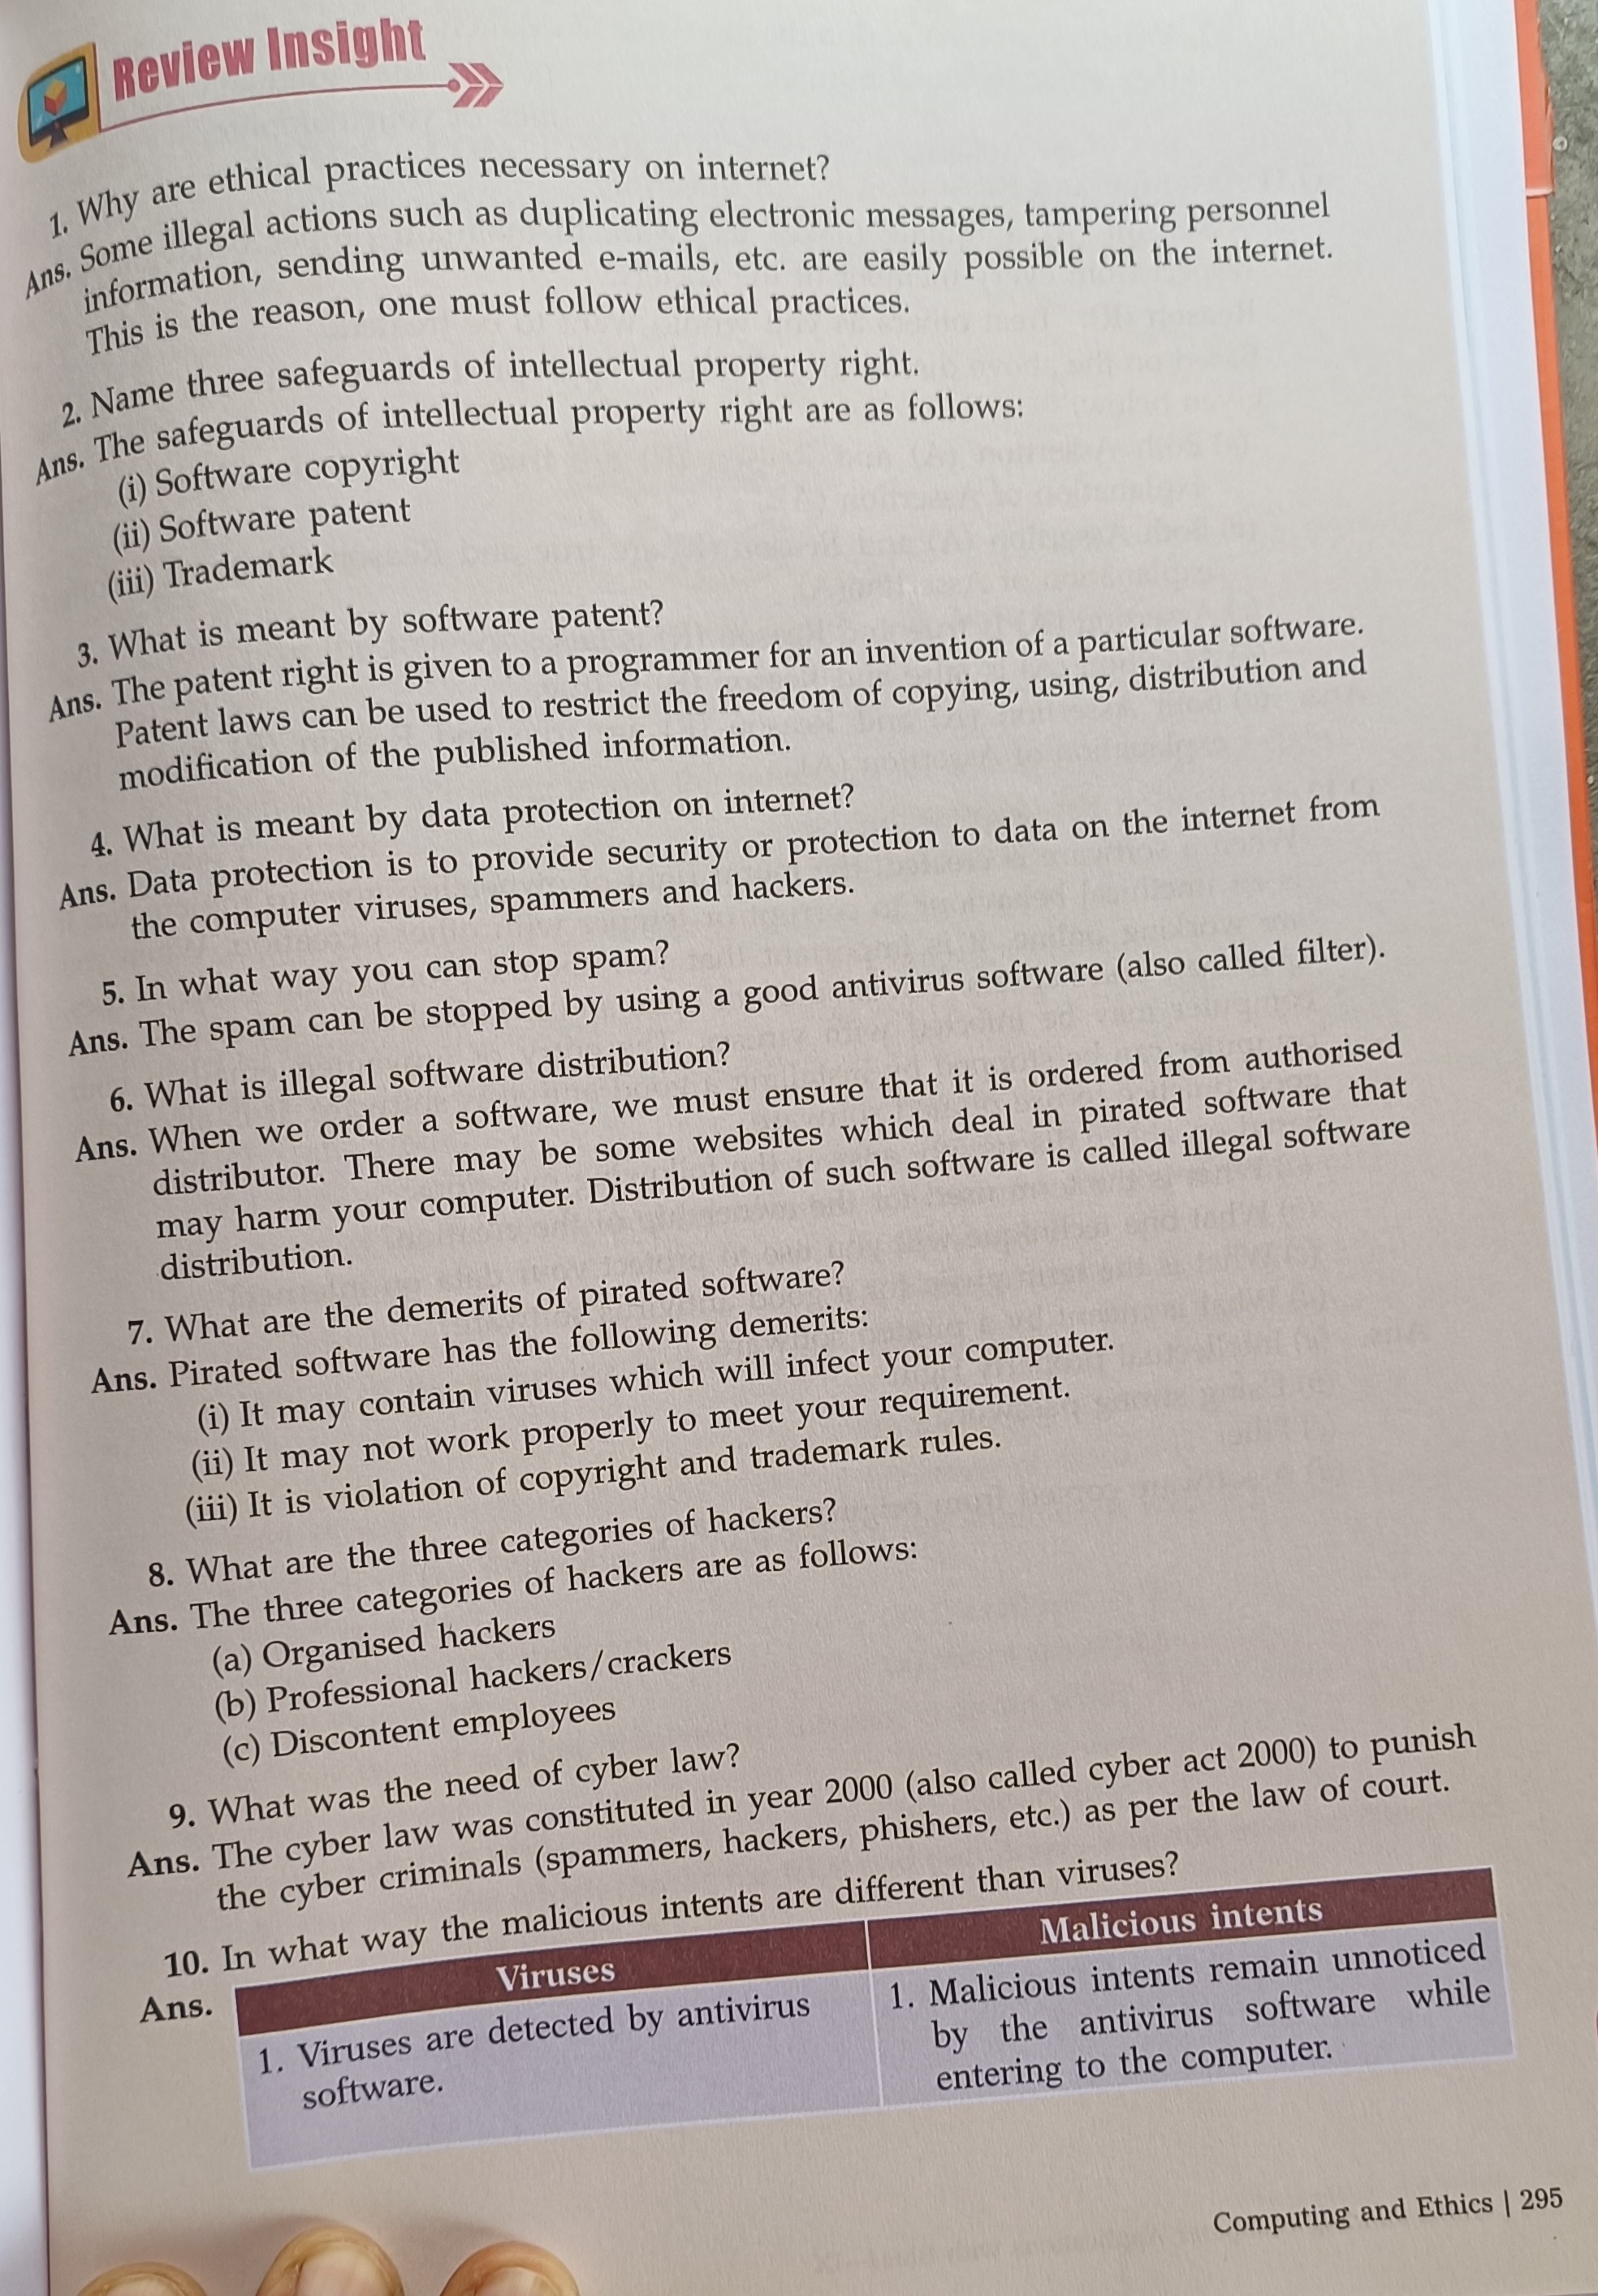 Review Insight
1. Why are ethical practices necessary on internet?
Ans. Some illegal actions such as duplicating electronic messages, tampering personnel
information, sending unwanted e-mails, etc. are easily possible on the internet.
This is the reason, one must follow ethical practices.
2. Name three safeguards of intellectual property right.
Ans. The safeguards of intellectual property right are as follows:
(i) Software copyright
(ii) Software patent
(iii) Trademark
3. What is meant by software patent?
Ans. The patent right is given to a programmer for an invention of a particular software.
Patent laws can be used to restrict the freedom of copying, using, distribution and
modification of the published information.
4. What is meant by data protection on internet?
Ans. Data protection is to provide security or protection to data on the internet from
the computer viruses, spammers and hackers.
5. In what way you can stop spam?
Ans. The spam can be stopped by using a good antivirus software (also called filter).
6. What is illegal software distribution?
Ans. When we order a software, we must ensure that it is ordered from authorised
distributor. There may be some websites which deal in pirated software that
may harm your computer. Distribution of such software is called illegal software
distribution.
7. What are the demerits of pirated software?
Ans. Pirated software has the following demerits:
(i) It may contain viruses which will infect your computer.
(ii) It may not work properly to meet your requirement.
(iii) It is violation of copyright and trademark rules.
8. What are the three categories of hackers?
Ans. The three categories of hackers are as follows:
(a) Organised hackers
(b) Professional hackers/crackers
(c) Discontent employees
9. What was the need of cyber law?
Ans. The cyber law was constituted in year 2000 (also called cyber act 2000) to punish
the cyber criminals (spammers, hackers, phishers, etc.) as per the law of court.
10. In what way the malicious intents are different than viruses?
Ans.
Viruses
1. Viruses are detected by antivirus
software.
Malicious intents
1. Malicious intents remain unnoticed
by the antivirus software while
entering to the computer.
Computing and Ethics | 295